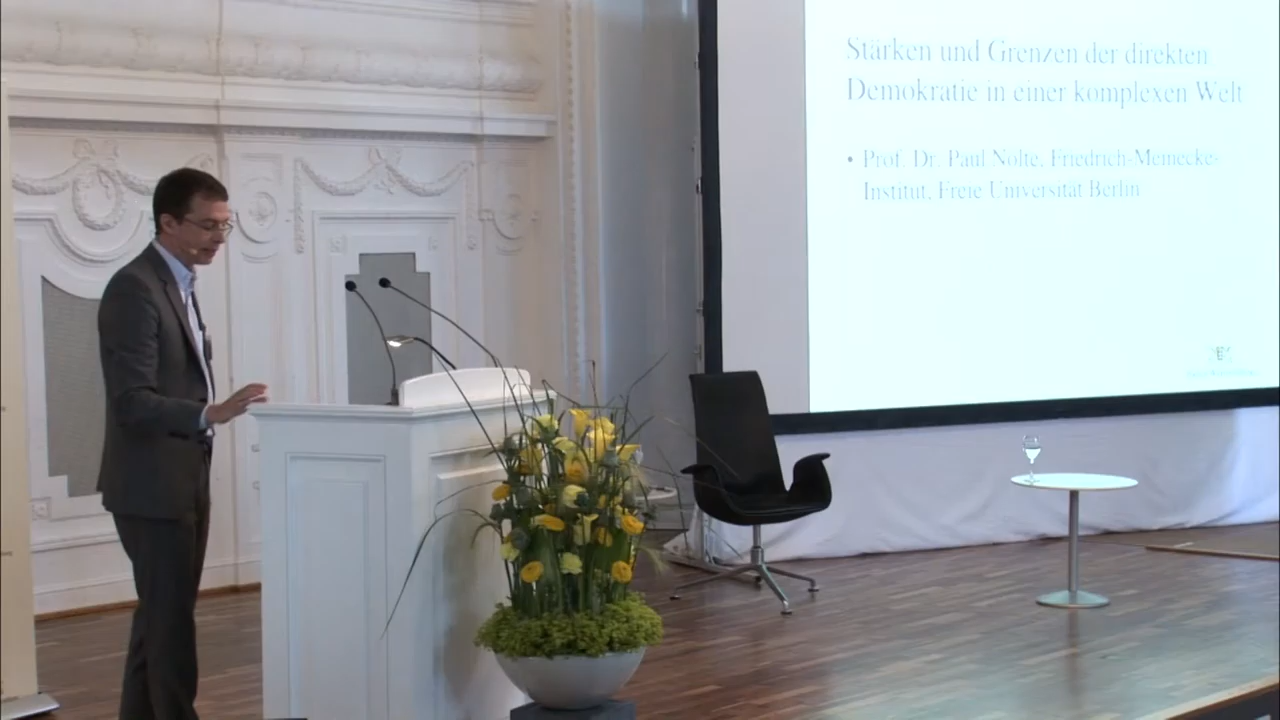 Stärken und Grenzen der direkten
Demokratie in einer komplexen Welt
• Prof. Dr. Paul Nolte, Friedrich-Meinecke-
Institut, Freie Universität Berlin